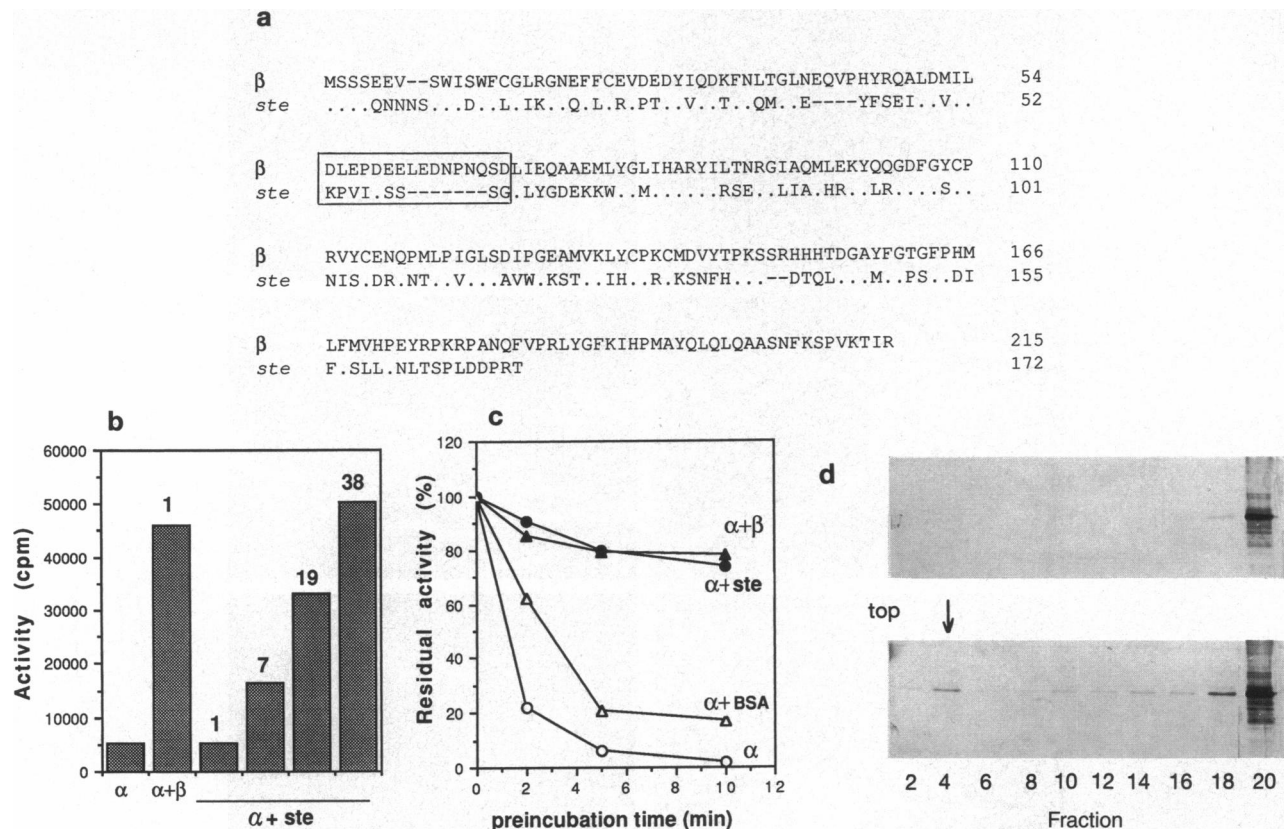 a
β MSSSEEV--SWISWFCGLRGNEFFCEVDEDYIQDKFNLTGLNEQVPHYRQALDMIL 54
ste ....QNNNS...D..L.IK..Q.L.R.PT..V..T..QM..E----YFSEI..V.. 52
β DLEPDEELEDNPNQSDLIEQAAEMLYGLIHARYILTNRGIAQMLEKYQQGDFGYCP 110
ste KPVI.SS--------SG.LYGDEKKW..M......RSE..LIA.HR..LR....S.. 101
β RVYCENQPMLPIGLSDIPGEAMVKLYCPKCMDVYTPKSSRHHHTDGAYFGTGFPHM 166
ste NIS.DR.NT..V...AVW.KST..IH..R.KSNFH...--DTQL...M..PS..DI 155
β LFMVHPEYRPKRPANQFVPRLYGFKIHPMAYQLQLQAASNFKSPVKTIR 215
ste F.SLL.NLTSPLDDPRT 172
b
Activity (cpm)
60000
50000
40000
30000
20000
10000
0
1
1
7
19
38
α α+β
α + ste
c
Residual activity (%)
120
100
80
60
40
20
0
α+β
α+ste
α+BSA
α
0 2 4 6 8 10 12
preincubation time (min)
d
top
2 4 6 8 10 12 14 16 18 20
Fraction